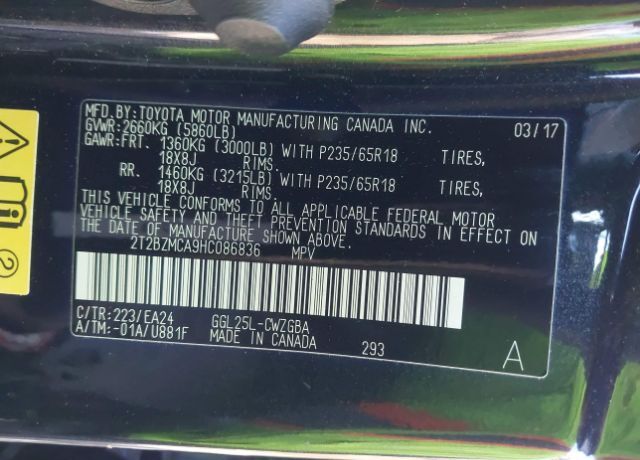 MFD.BY:TOYOTA MOTOR MANUFACTURING CANADA INC. 03/17
GVWR:2660KG (5860LB)
GAWR:FRT. 1360KG (3000LB) WITH P235/65R18 TIRES,
18X8J RIMS.
RR. 1460KG (3215LB) WITH P235/65R18 TIRES,
18X8J RIMS.
THIS VEHICLE CONFORMS TO ALL APPLICABLE FEDERAL MOTOR
VEHICLE SAFETY AND THEFT PREVENTION STANDARDS IN EFFECT ON
THE DATE OF MANUFACTURE SHOWN ABOVE.
2T2BZMCA9HC086836 MPV
C/TR:223/EA24 GGL25L-CWZGBA
A/TM:-01A/U881F MADE IN CANADA 293 A
2